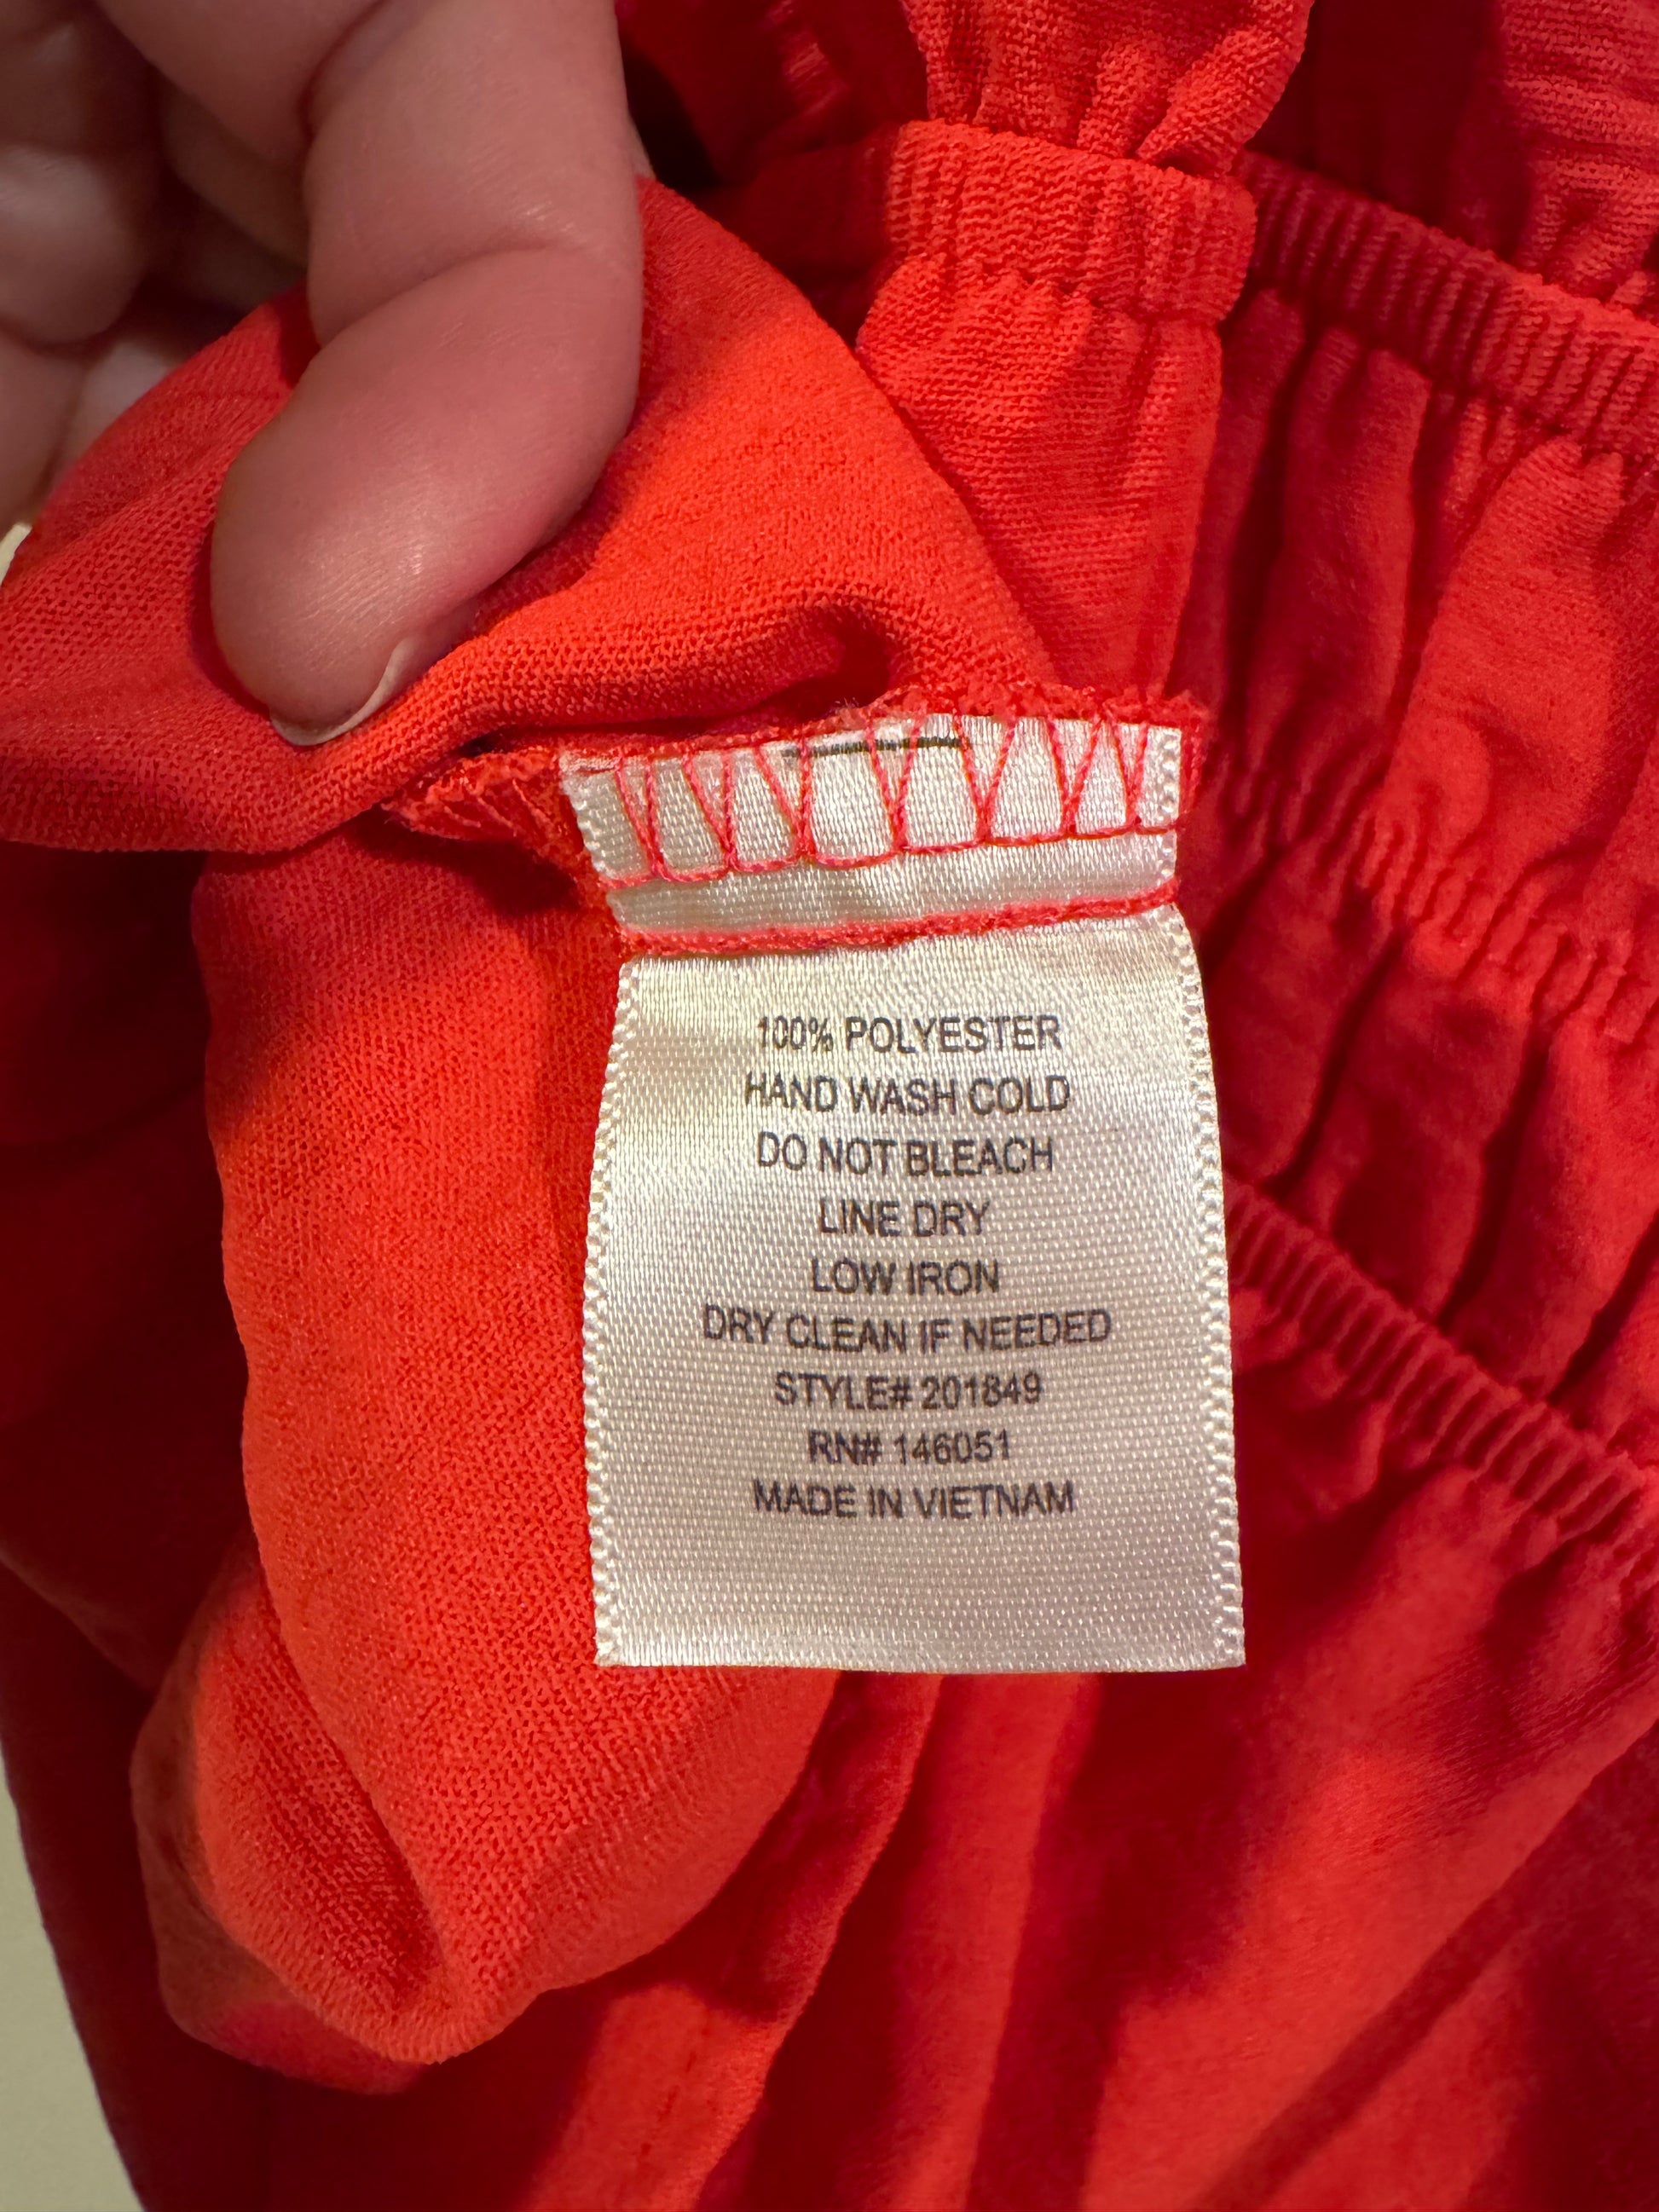 100% POLYESTER
HAND WASH COLD
DO NOT BLEACH
LINE DRY
LOW IRON
DRY CLEAN IF NEEDED
STYLE# 201849
RN# 146051
MADE IN VIETNAM